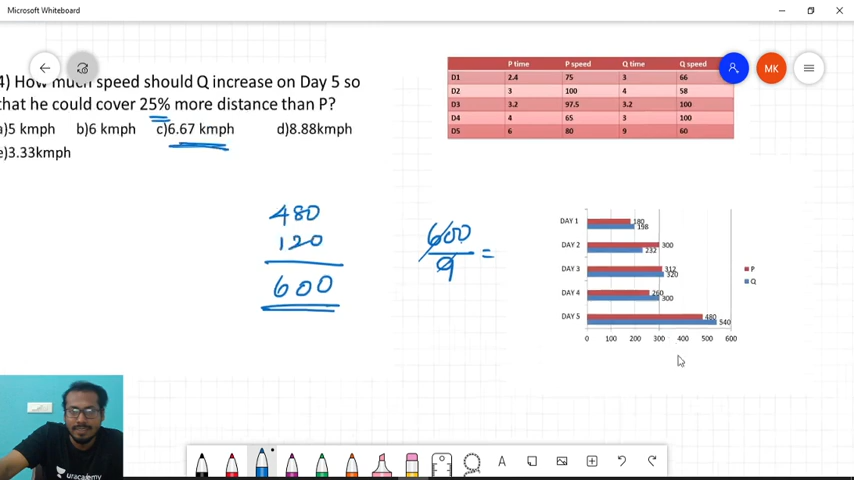 Microsoft Whiteboard
4) How much speed should Q increase on Day 5 so
that he could cover 25% more distance than P?
a)5 kmph b)6 kmph c)6.67 kmph d)8.88kmph
e)3.33kmph
P time P speed Q time Q speed
D1 2.4 75 3 66
D2 3 100 4 58
D3 3.2 97.5 3.2 100
D4 4 65 3 100
D5 6 80 9 60
MK
480
120
600
600
9
=
DAY 1 180
198
DAY 2 300
232
DAY 3 312
320
DAY 4 260
300
DAY 5 480
540
P
Q
0 100 200 300 400 500 600
uracademy
A